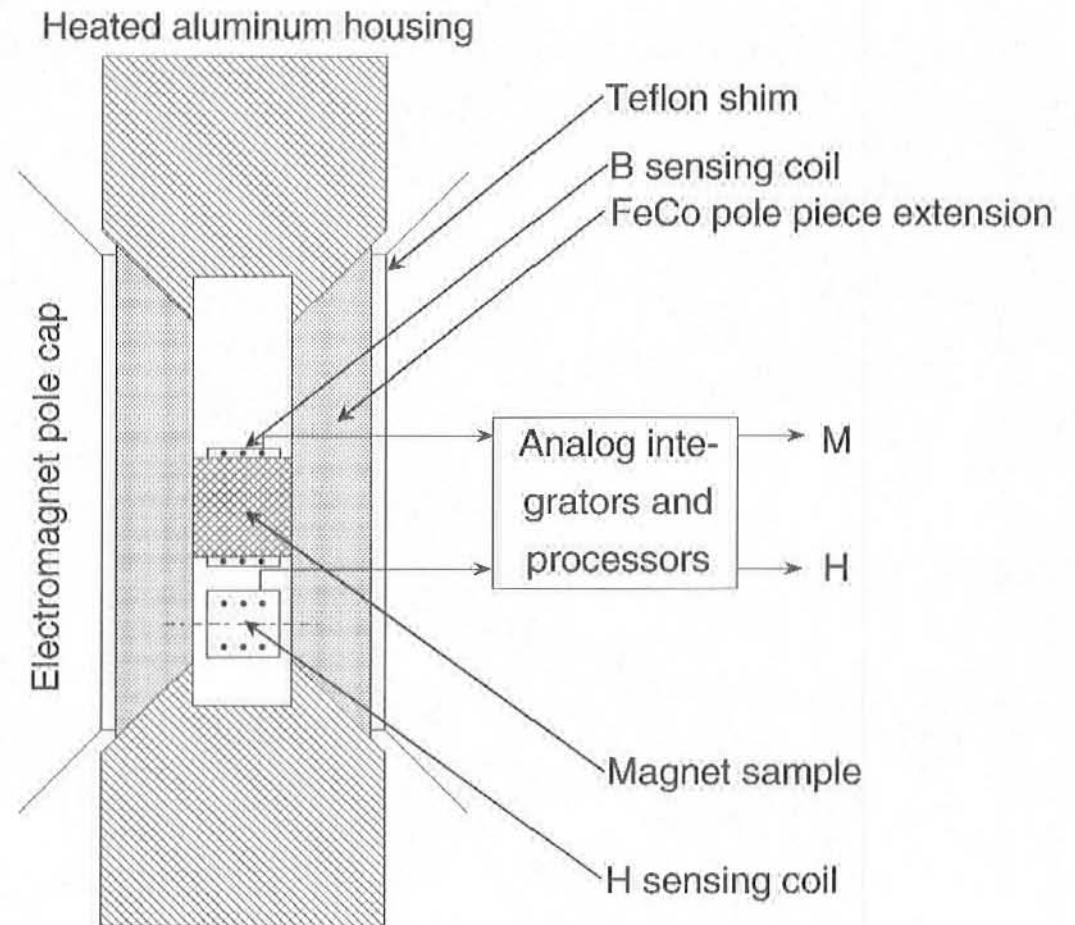 Heated aluminum housing
Teflon shim
B sensing coil
FeCo pole piece extension
Electromagnet pole cap
Analog inte-
grators and
processors
M
H
Magnet sample
H sensing coil